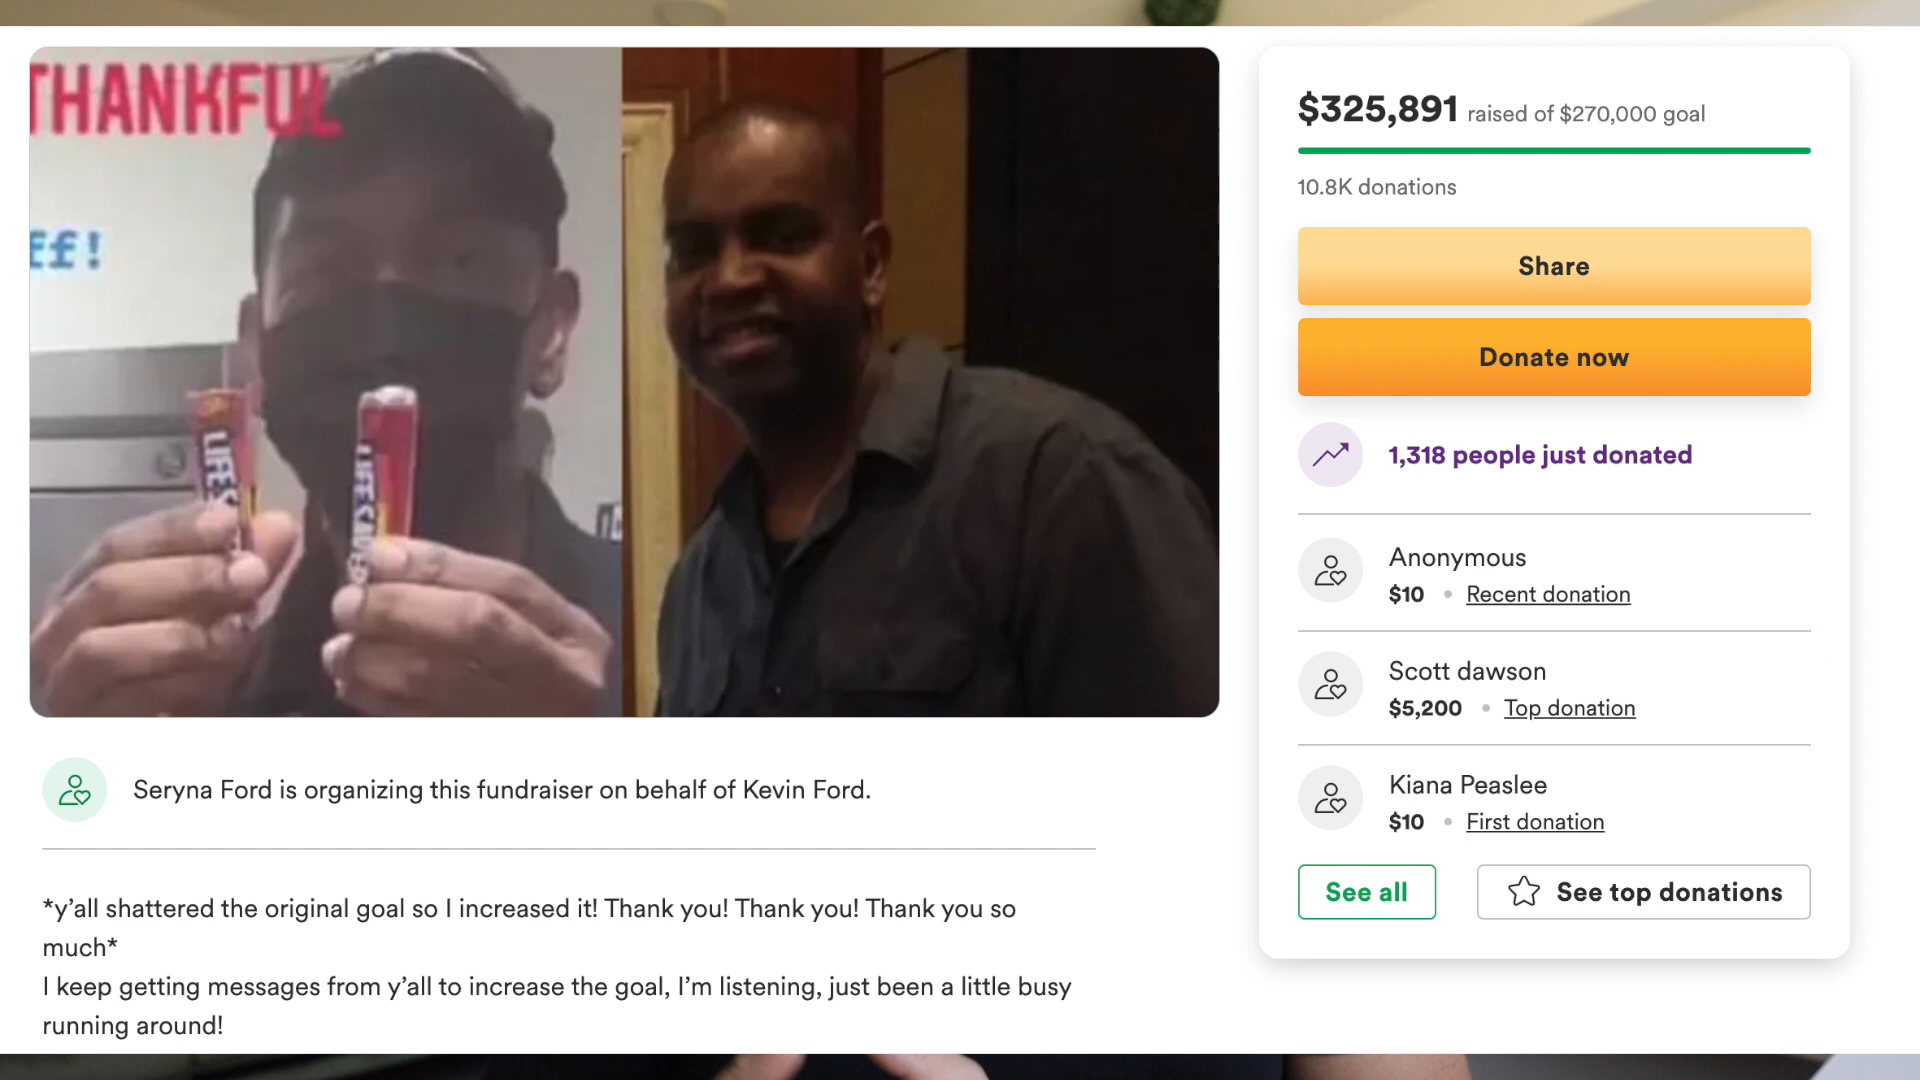 THANKFUL
ff!
LIFES
LIFESAVERS
$325,891 raised of $270,000 goal
10.8K donations
Share
Donate now
1,318 people just donated
Anonymous
$10 • Recent donation
Scott dawson
$5,200 • Top donation
Kiana Peaslee
$10 • First donation
See all
See top donations
Seryna Ford is organizing this fundraiser on behalf of Kevin Ford.
*y’all shattered the original goal so I increased it! Thank you! Thank you! Thank you so
much*
I keep getting messages from y’all to increase the goal, I’m listening, just been a little busy
running around!